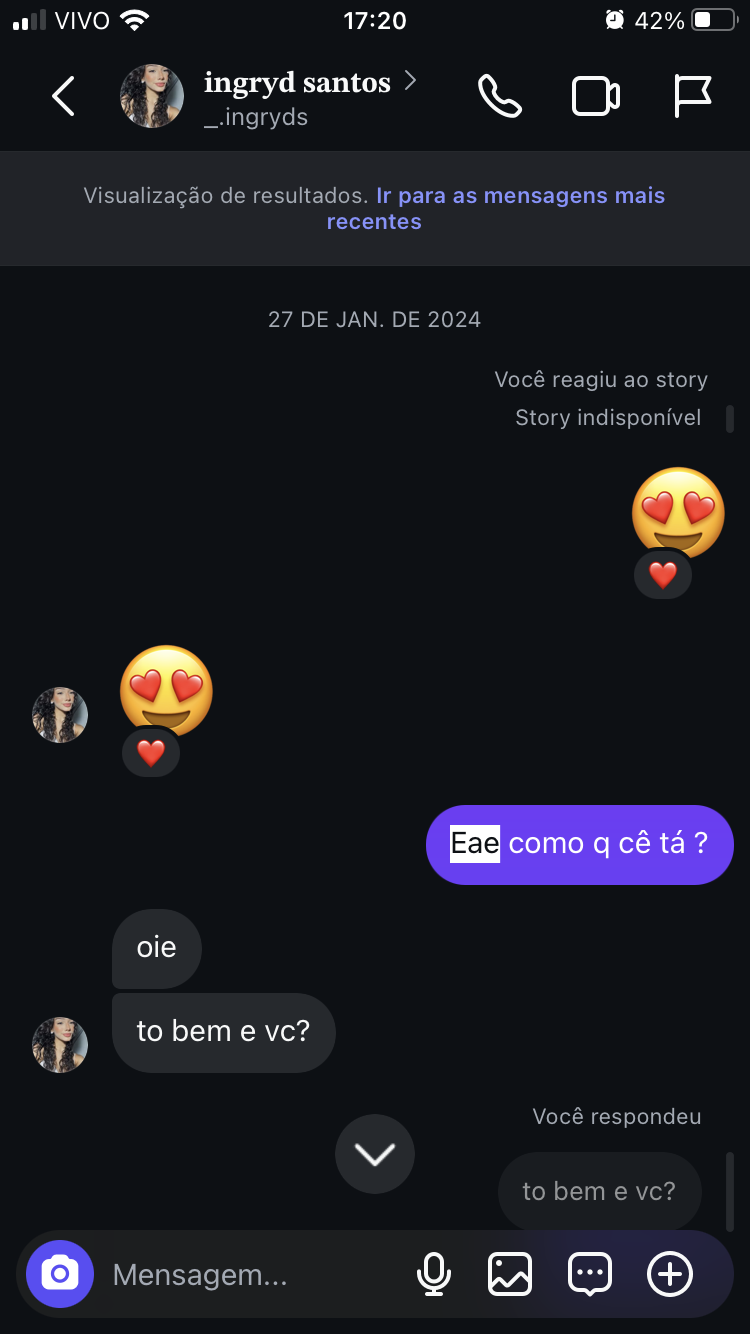 VIVO 17:20 42%
ingryd santos
_.ingryds
Visualização de resultados. Ir para as mensagens mais
recentes
27 DE JAN. DE 2024
Você reagiu ao story
Story indisponível
Eae como q cê tá ?
oie
to bem e vc?
Você respondeu
to bem e vc?
Mensagem...